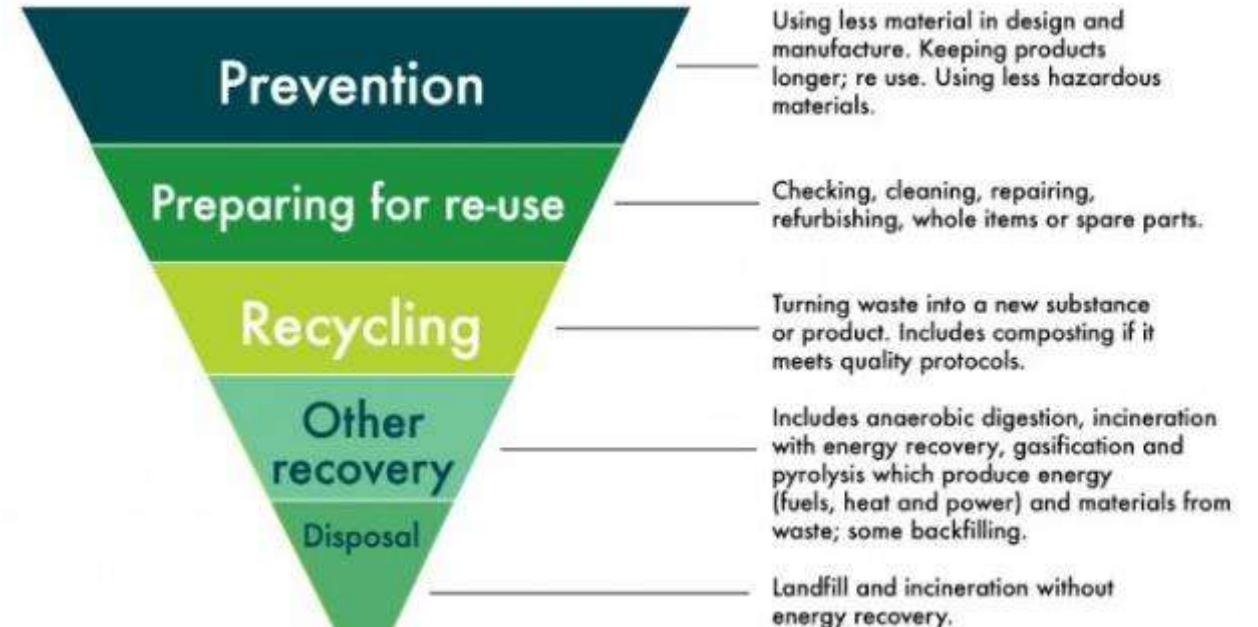 Prevention
Using less material in design and
manufacture. Keeping products
longer; re use. Using less hazardous
materials.
Preparing for re-use
Checking, cleaning, repairing,
refurbishing, whole items or spare parts.
Recycling
Turning waste into a new substance
or product. Includes composting if it
meets quality protocols.
Other
recovery
Includes anaerobic digestion, incineration
with energy recovery, gasification and
pyrolysis which produce energy
(fuels, heat and power) and materials from
waste; some backfilling.
Disposal
Landfill and incineration without
energy recovery.